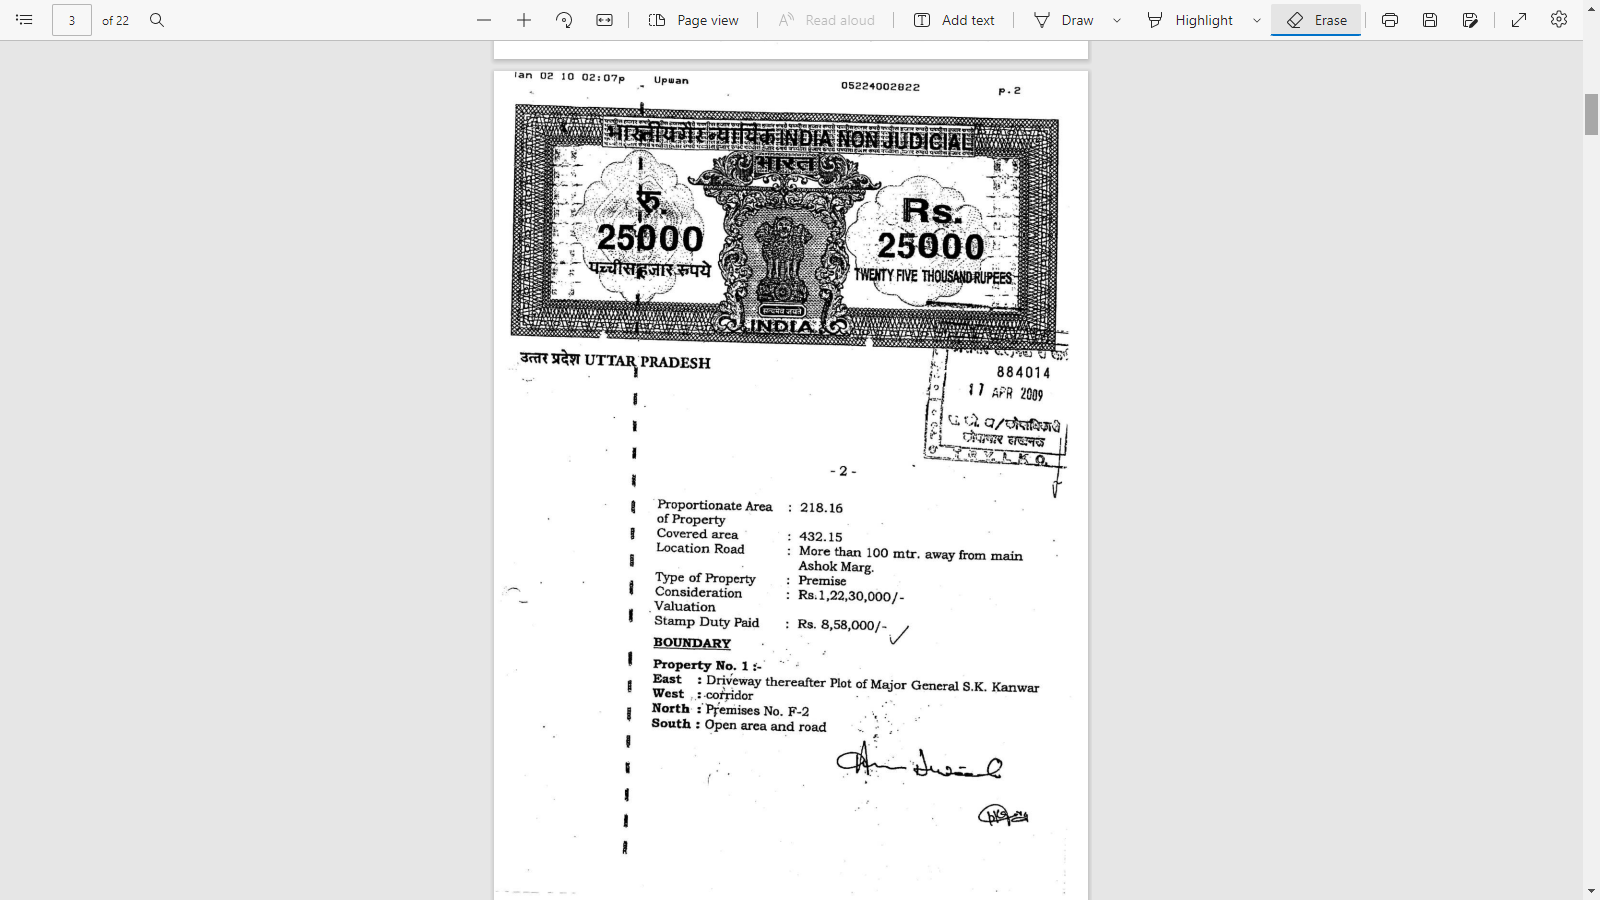 3 of 22 Page view Read aloud Add text Draw Highlight Erase
Jan 02 10 02:07p Upwan 05224002822 p.2
भारतीय गैर न्यायिक INDIA NON JUDICIAL
भारत
रु. Rs.
25000 25000
पच्चीस हजार रुपये TWENTY FIVE THOUSAND RUPEES
सत्यमेव जयते
INDIA
उत्तर प्रदेश UTTAR PRADESH
884014
17 APR 2009
- 2 -
Proportionate Area : 218.16
of Property
Covered area : 432.15
Location Road : More than 100 mtr. away from main
Ashok Marg.
Type of Property : Premise
Consideration : Rs.1,22,30,000/-
Valuation
Stamp Duty Paid : Rs. 8,58,000/-
BOUNDARY
Property No. 1 :-
East : Driveway thereafter Plot of Major General S.K. Kanwar
West : corridor
North : Premises No. F-2
South : Open area and road